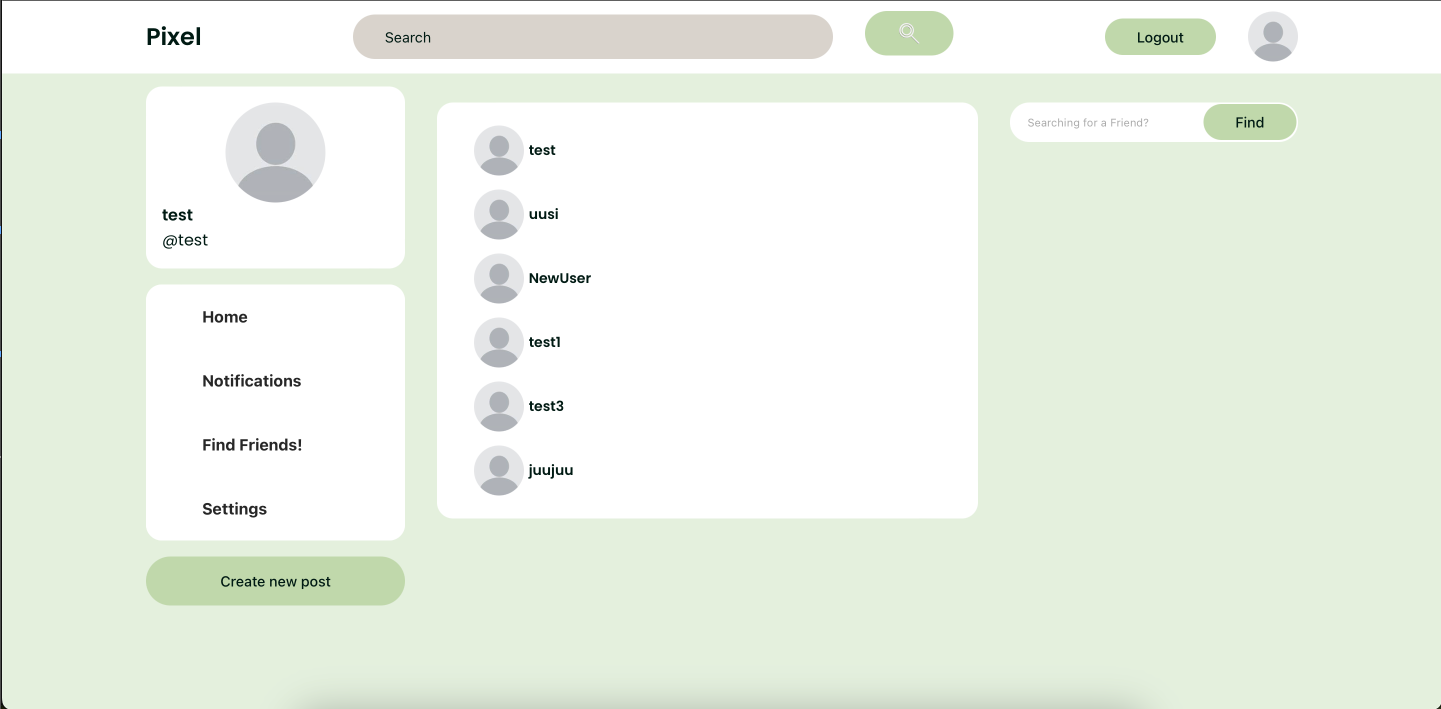 Pixel
Search
Logout
test
@test
Home
Notifications
Find Friends!
Settings
Create new post
test
uusi
NewUser
test1
test3
juujuu
Searching for a Friend?
Find